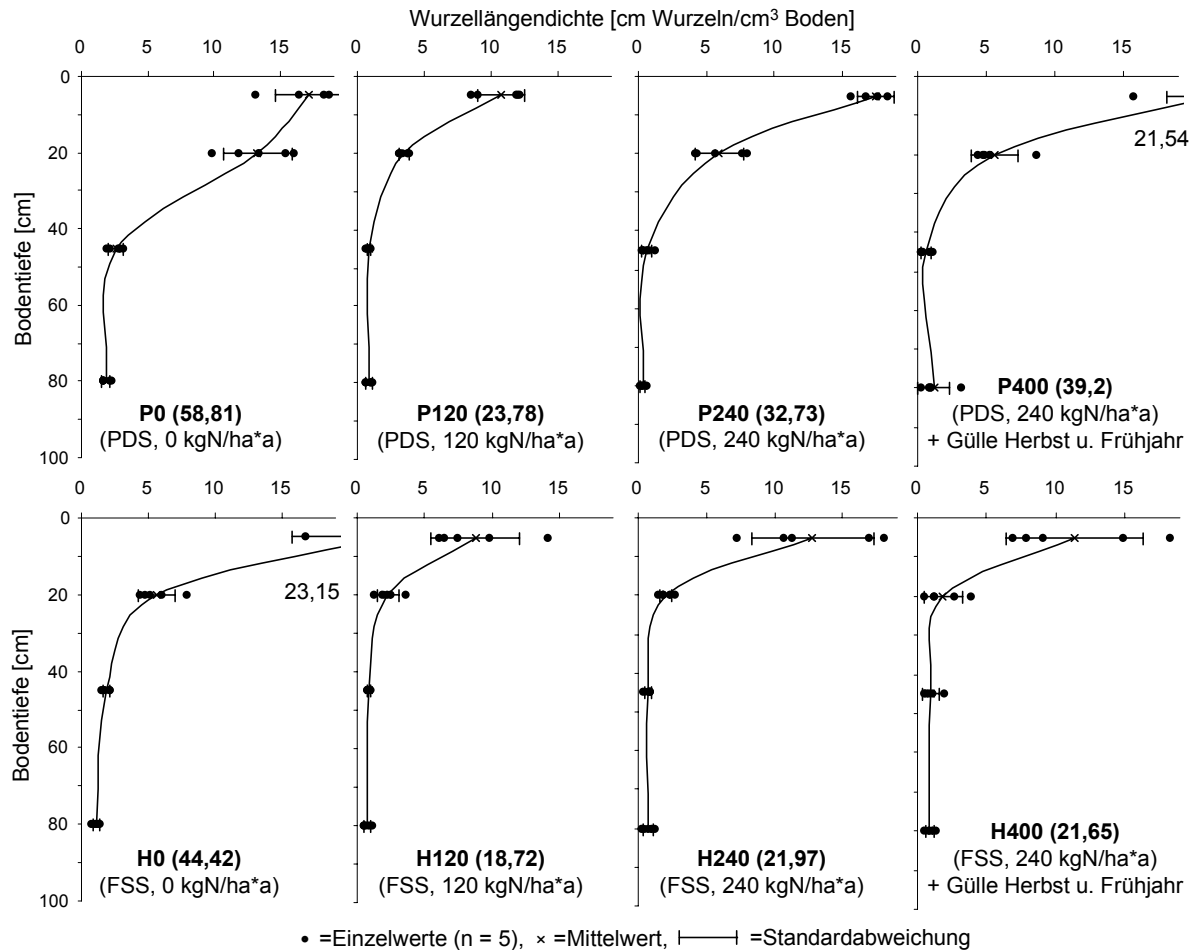 Wurzellängendichte [cm Wurzeln/cm³ Boden]
0 5 10 15 0 5 10 15 0 5 10 15 0 5 10 15
0
20
40
60
80
100
Bodentiefe [cm]
21,54
P0 (58,81)
(PDS, 0 kgN/ha*a)
P120 (23,78)
(PDS, 120 kgN/ha*a)
P240 (32,73)
(PDS, 240 kgN/ha*a)
P400 (39,2)
(PDS, 240 kgN/ha*a)
+ Gülle Herbst u. Frühjahr
0 5 10 15 0 5 10 15 0 5 10 15 0 5 10 15
0
20
40
60
80
100
Bodentiefe [cm]
23,15
H0 (44,42)
(FSS, 0 kgN/ha*a)
H120 (18,72)
(FSS, 120 kgN/ha*a)
H240 (21,97)
(FSS, 240 kgN/ha*a)
H400 (21,65)
(FSS, 240 kgN/ha*a)
+ Gülle Herbst u. Frühjahr
• =Einzelwerte (n = 5), × =Mittelwert, =Standardabweichung